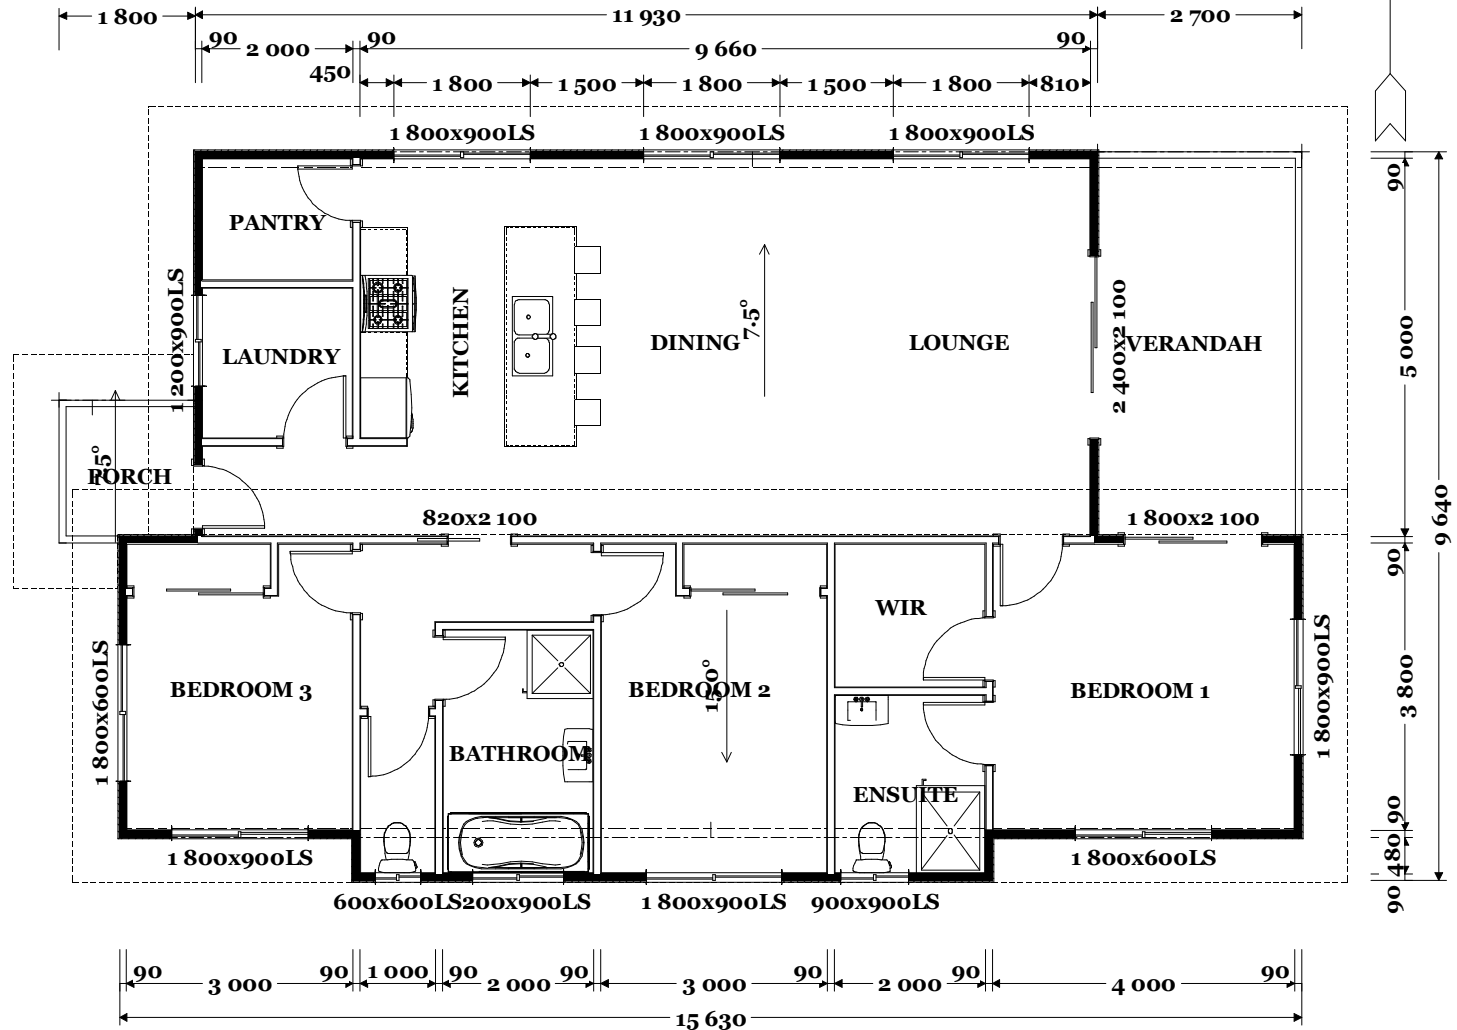 1 800
11 930
2 700
90
2 000
90
9 660
90
450
1 800
1 500
1 800
1 500
1 800
810
1 800x900LS
1 800x900LS
1 800x900LS
90
PANTRY
1 200x900LS
LAUNDRY
KITCHEN
DINING
7.5°
LOUNGE
2 400x2 100
VERANDAH
5 000
PORCH
9 640
820x2 100
1 800x2 100
90
WIR
1 800x600LS
BEDROOM 3
BEDROOM 2
BEDROOM 1
1 800x900LS
3 800
BATHROOM
ENSUITE
90
480
90
1 800x900LS
1 800x600LS
600x600LS
200x900LS
1 800x900LS
900x900LS
90
3 000
90
1 000
90
2 000
90
3 000
90
2 000
90
4 000
90
15 630